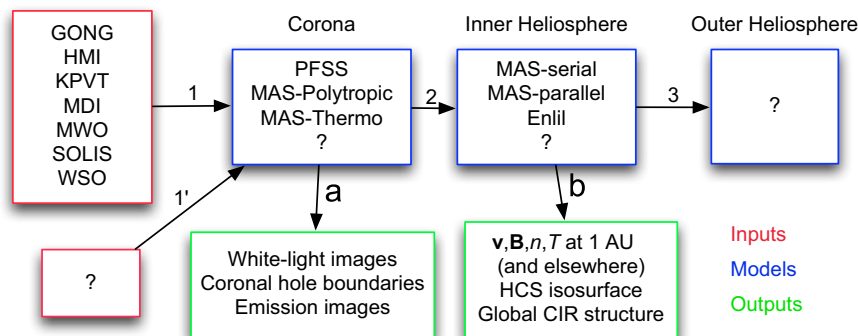 Corona
Inner Heliosphere
Outer Heliosphere
GONG
HMI
KPVT
MDI
MWO
SOLIS
WSO
1
PFSS
MAS-Polytropic
MAS-Thermo
?
2
MAS-serial
MAS-parallel
Enlil
?
3
?
1'
a
b
?
White-light images
Coronal hole boundaries
Emission images
v,B,n,T at 1 AU
(and elsewhere)
HCS isosurface
Global CIR structure
Inputs
Models
Outputs